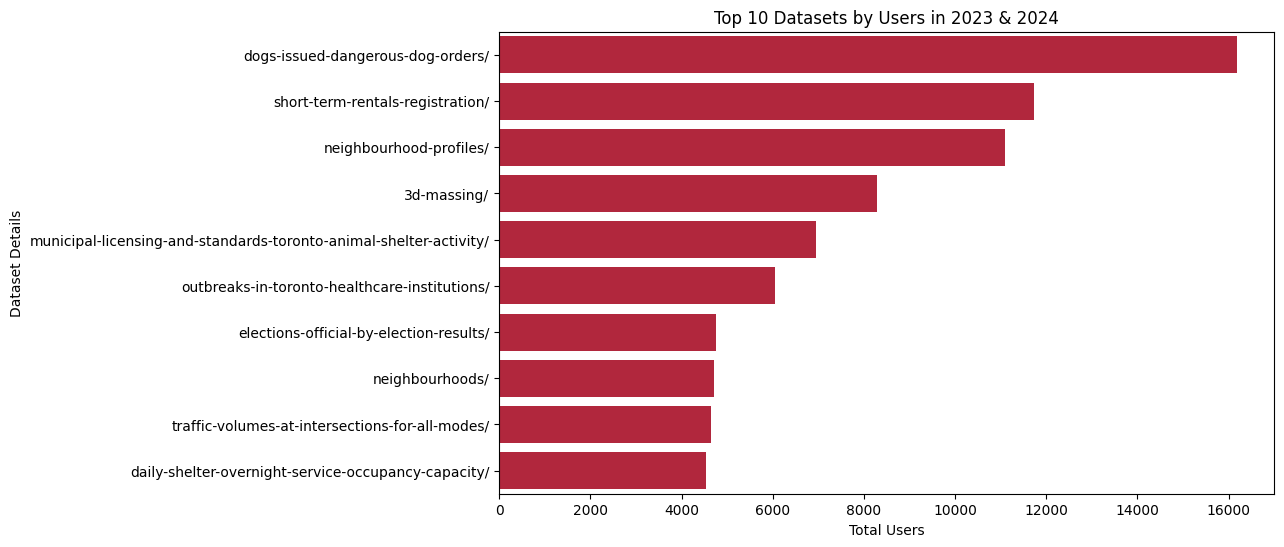 Top 10 Datasets by Users in 2023 & 2024
dogs-issued-dangerous-dog-orders/
short-term-rentals-registration/
neighbourhood-profiles/
3d-massing/
municipal-licensing-and-standards-toronto-animal-shelter-activity/
outbreaks-in-toronto-healthcare-institutions/
elections-official-by-election-results/
neighbourhoods/
traffic-volumes-at-intersections-for-all-modes/
daily-shelter-overnight-service-occupancy-capacity/
Dataset Details
0 2000 4000 6000 8000 10000 12000 14000 16000
Total Users